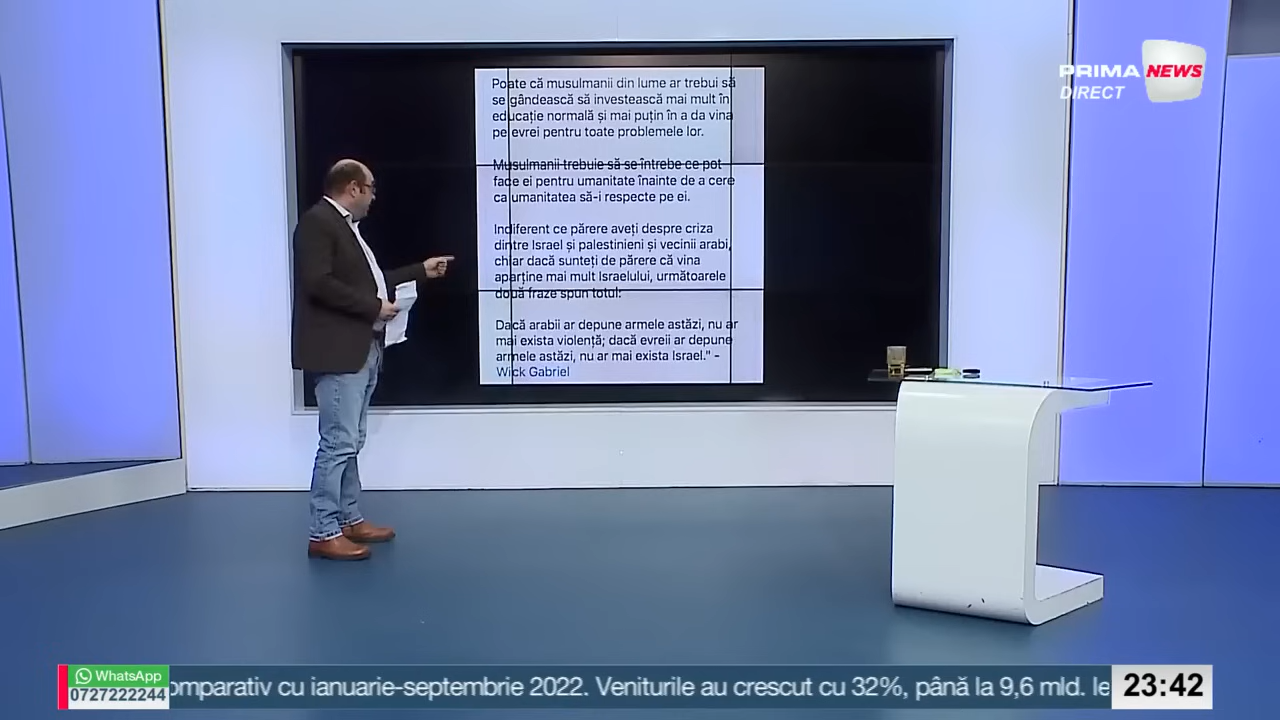 PRIMA NEWS
DIRECT
Poate că musulmanii din lume ar trebui să
se gândească să investească mai mult în
educație normală și mai puțin în a da vina
pe evrei pentru toate problemele lor.
Musulmanii trebuie să se întrebe ce pot
face ei pentru umanitate înainte de a cere
ca umanitatea să-i respecte pe ei.
Indiferent ce părere aveți despre criza
dintre Israel și palestinieni și vecinii arabi,
chiar dacă sunteți de părere că vina
aparține mai mult Israelului, următoarele
două fraze spun totul:
Dacă arabii ar depune armele astăzi, nu ar
mai exista violență; dacă evreii ar depune
armele astăzi, nu ar mai exista Israel." –
Wick Gabriel
WhatsApp
0727222244
omparativ cu ianuarie-septembrie 2022. Veniturile au crescut cu 32%, până la 9,6 mld. le
23:42